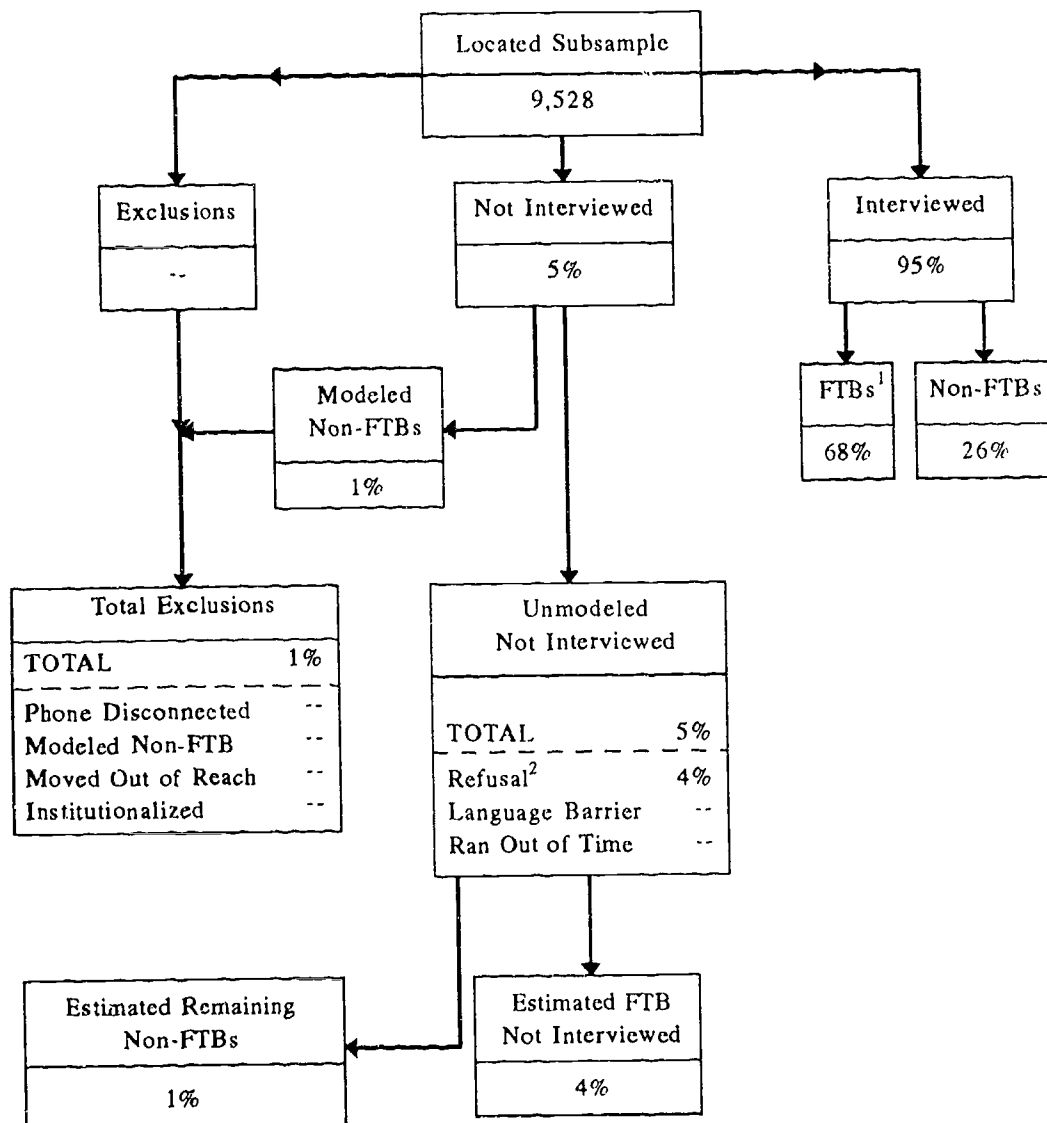 Located Subsample
9,528
Exclusions
--
Not Interviewed
5%
Interviewed
95%
Modeled
Non-FTBs
1%
FTBs1
68%
Non-FTBs
26%
Total Exclusions
TOTAL 1%
Phone Disconnected --
Modeled Non-FTB --
Moved Out of Reach --
Institutionalized --
Unmodeled
Not Interviewed
TOTAL 5%
Refusal2 4%
Language Barrier --
Ran Out of Time --
Estimated Remaining
Non-FTBs
1%
Estimated FTB
Not Interviewed
4%